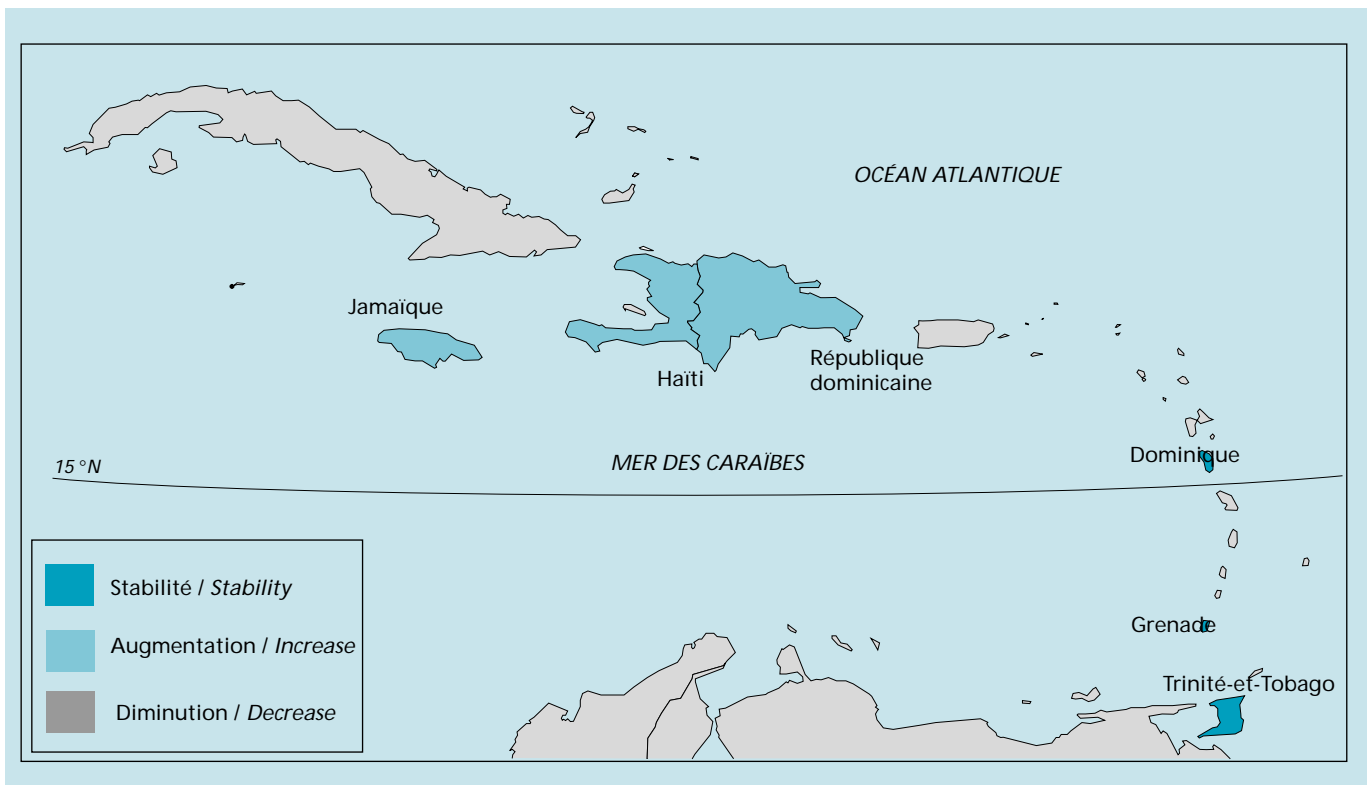 OCÉAN ATLANTIQUE
Jamaïque
Haïti
République
dominicaine
15 °N
MER DES CARAÏBES
Dominique
Stabilité / Stability
Augmentation / Increase
Diminution / Decrease
Grenade
Trinité-et-Tobago